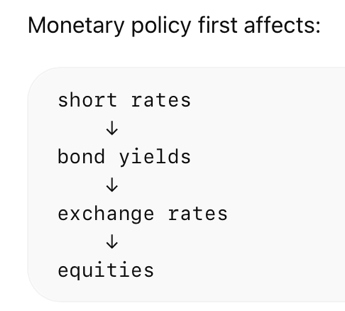 Monetary policy first affects:
short rates
↓
bond yields
↓
exchange rates
↓
equities